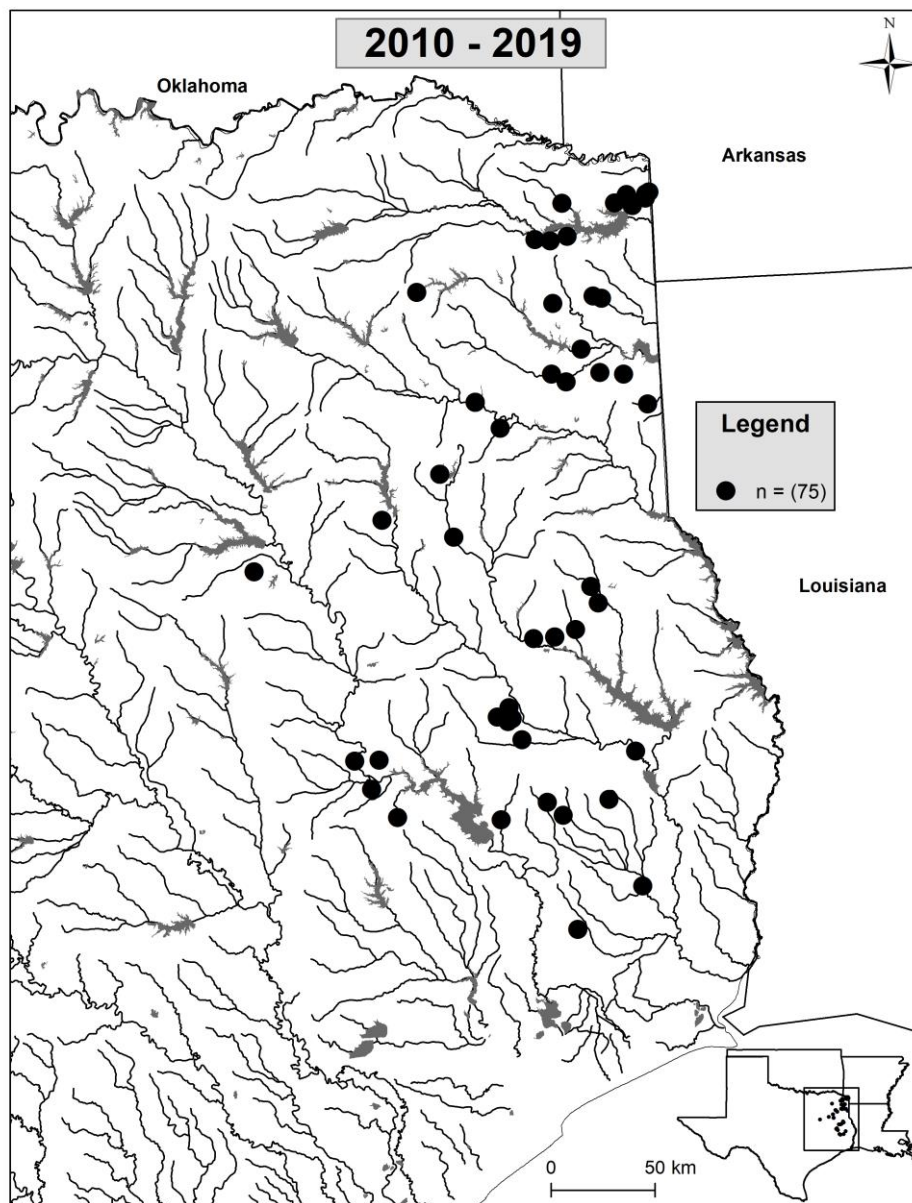 2010 - 2019
N
Oklahoma
Arkansas
Legend
n = (75)
Louisiana
0 50 km